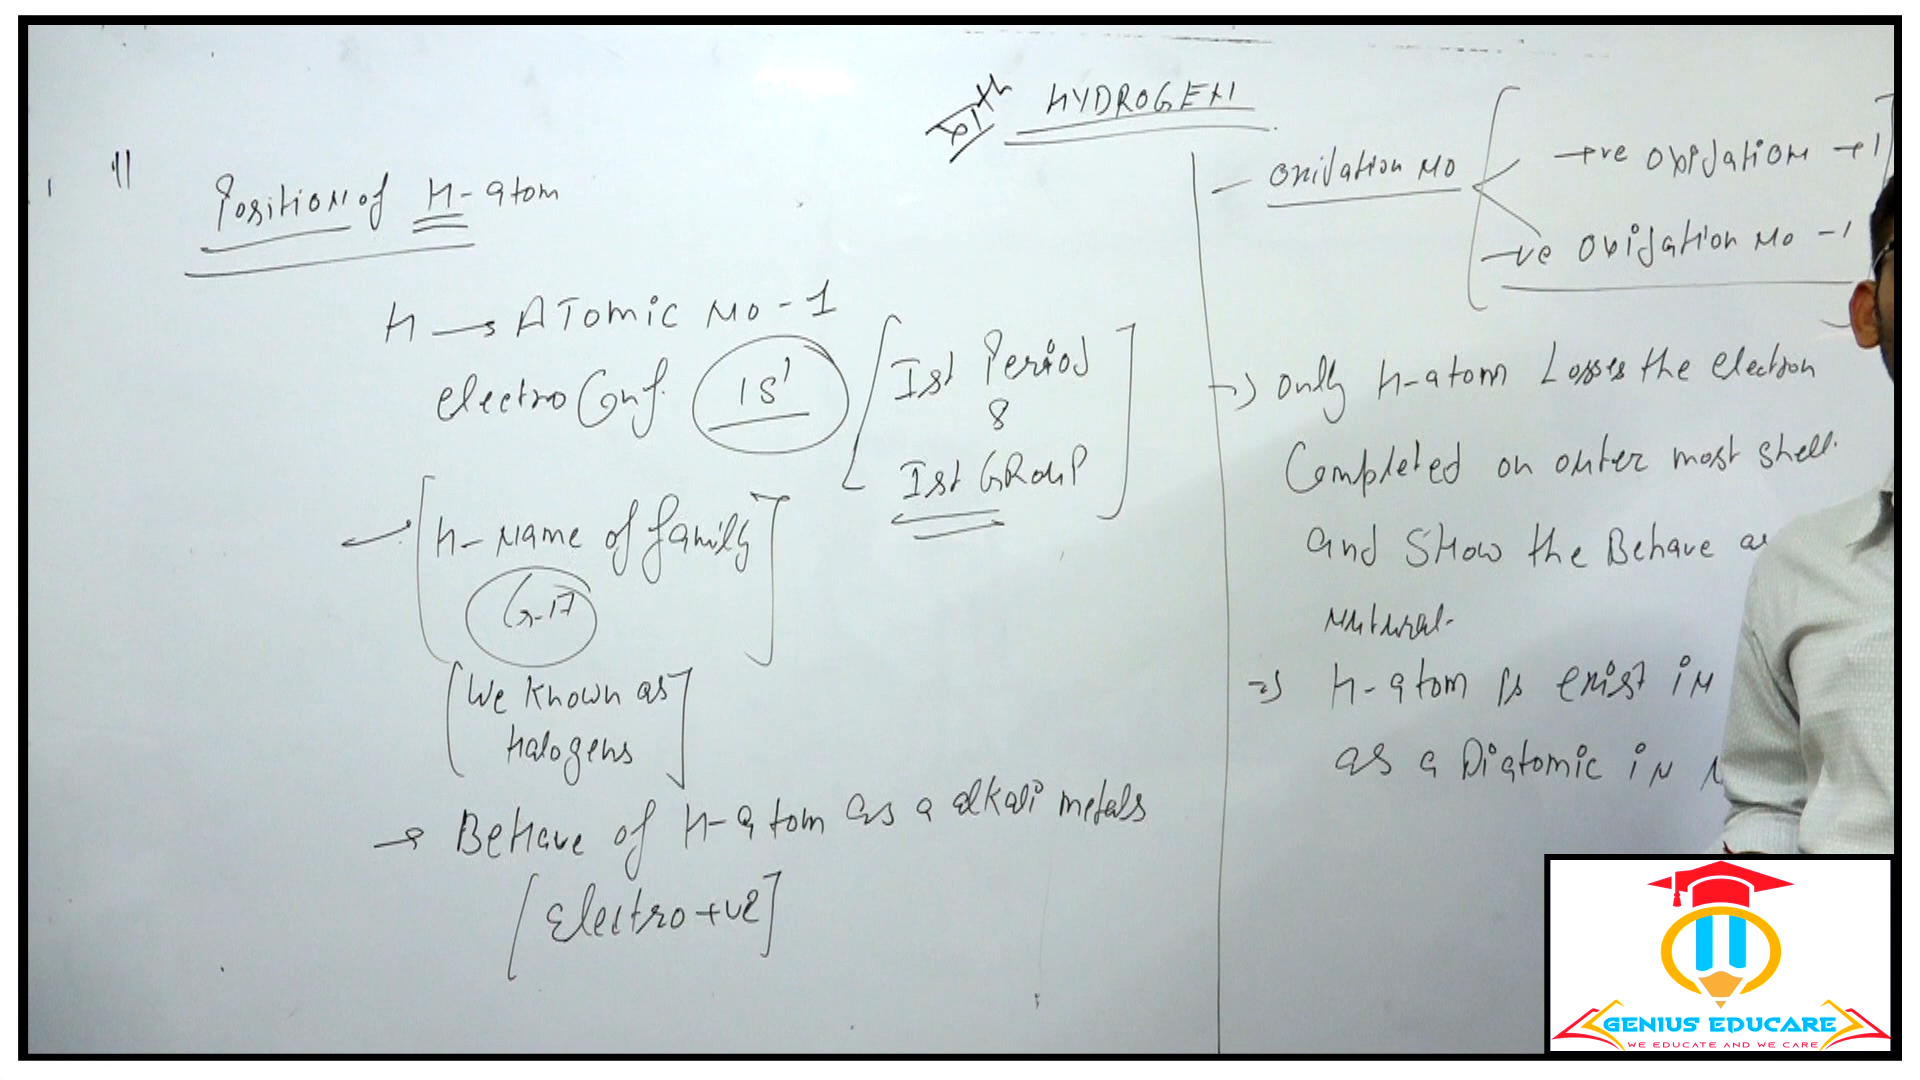 HYDROGEN
Position of H-atom
H → ATomic No-1
electro Conf. 1S¹
Ist Period
&
Ist GRouP
H-Name of family
G-17
We known as
halogens
→ BeHave of H-atom as a alkali metals
[Electro+ve]
- Oxidation No
+ve Oxidation +1
-ve Oxidation No -1
→ only H-atom Losses the electron
Completed on outer most shell.
and SHow the BeHave as
nutural.
⇒ H-atom is exist in
as a Diatomic in N
GENIUS EDUCARE
WE EDUCATE AND WE CARE